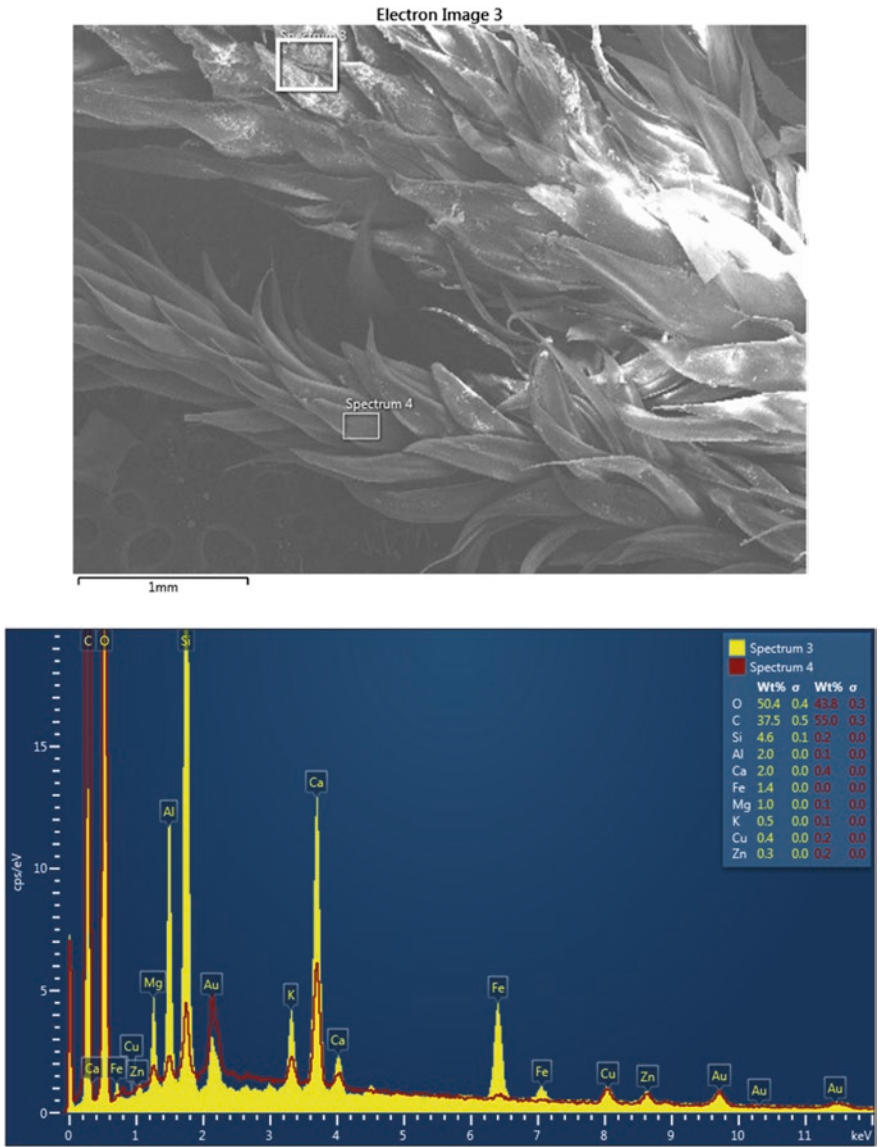 Electron Image 3
Spectrum 3
Spectrum 4
1mm
C O Si
Spectrum 3
Spectrum 4
Wt% σ Wt% σ
O 50.4 0.4 43.8 0.3
C 37.5 0.5 55.0 0.3
Si 4.6 0.1 0.2 0.0
Al 2.0 0.0 0.1 0.0
Ca 2.0 0.0 0.4 0.0
Fe 1.4 0.0 0.0 0.0
Mg 1.0 0.0 0.1 0.0
K 0.5 0.0 0.1 0.0
Cu 0.4 0.0 0.2 0.0
Zn 0.3 0.0 0.2 0.0
15
Ca
Al
10
cps/eV
5
Mg Au K Fe
Cu Ca
Ca Fe Zn Fe Cu Zn Au Au Au
0
0 1 2 3 4 5 6 7 8 9 10 11 keV